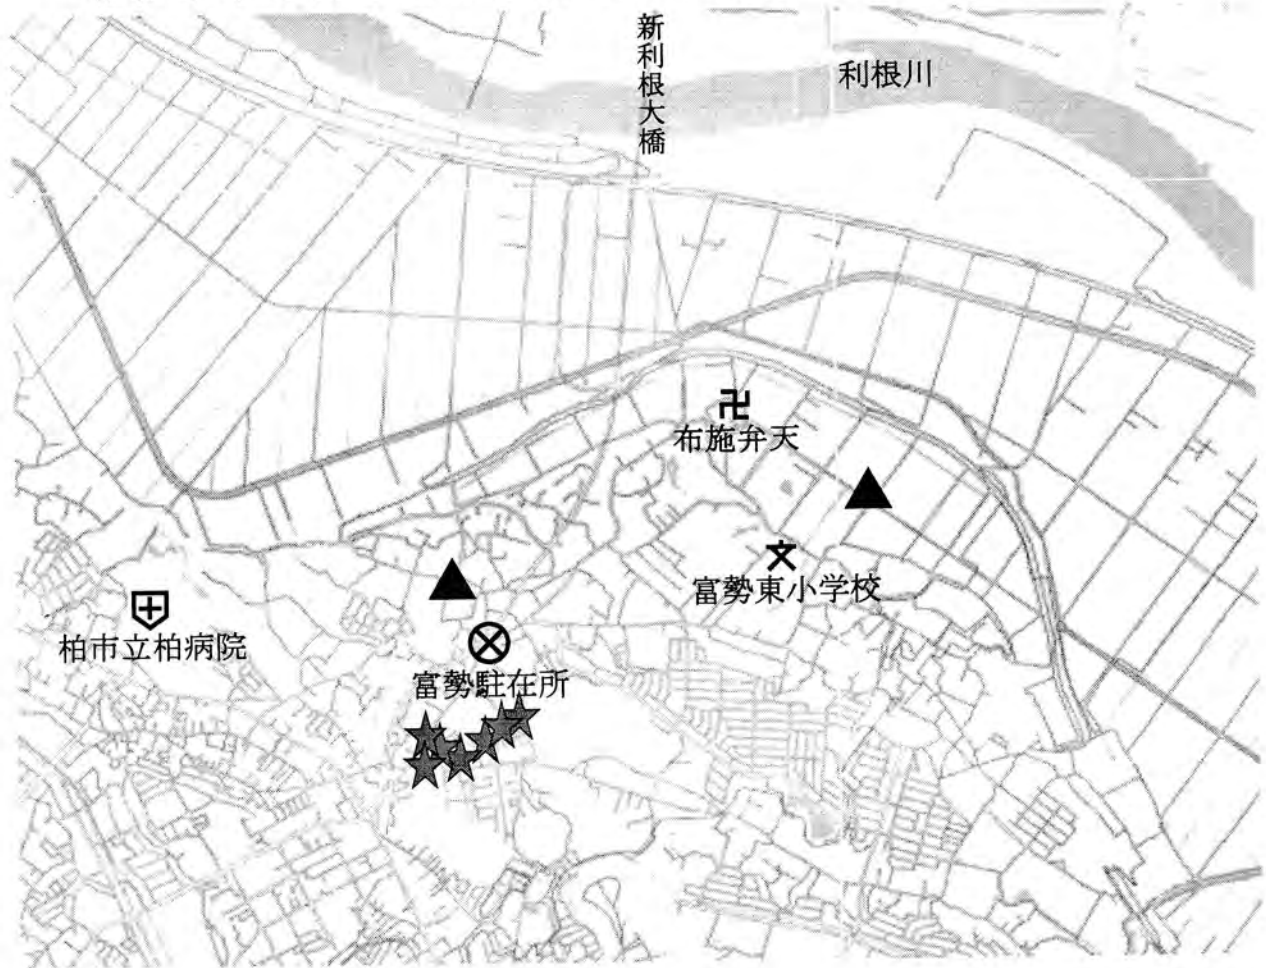 新利根大橋
利根川
布施弁天
富勢東小学校
柏市立柏病院
富勢駐在所